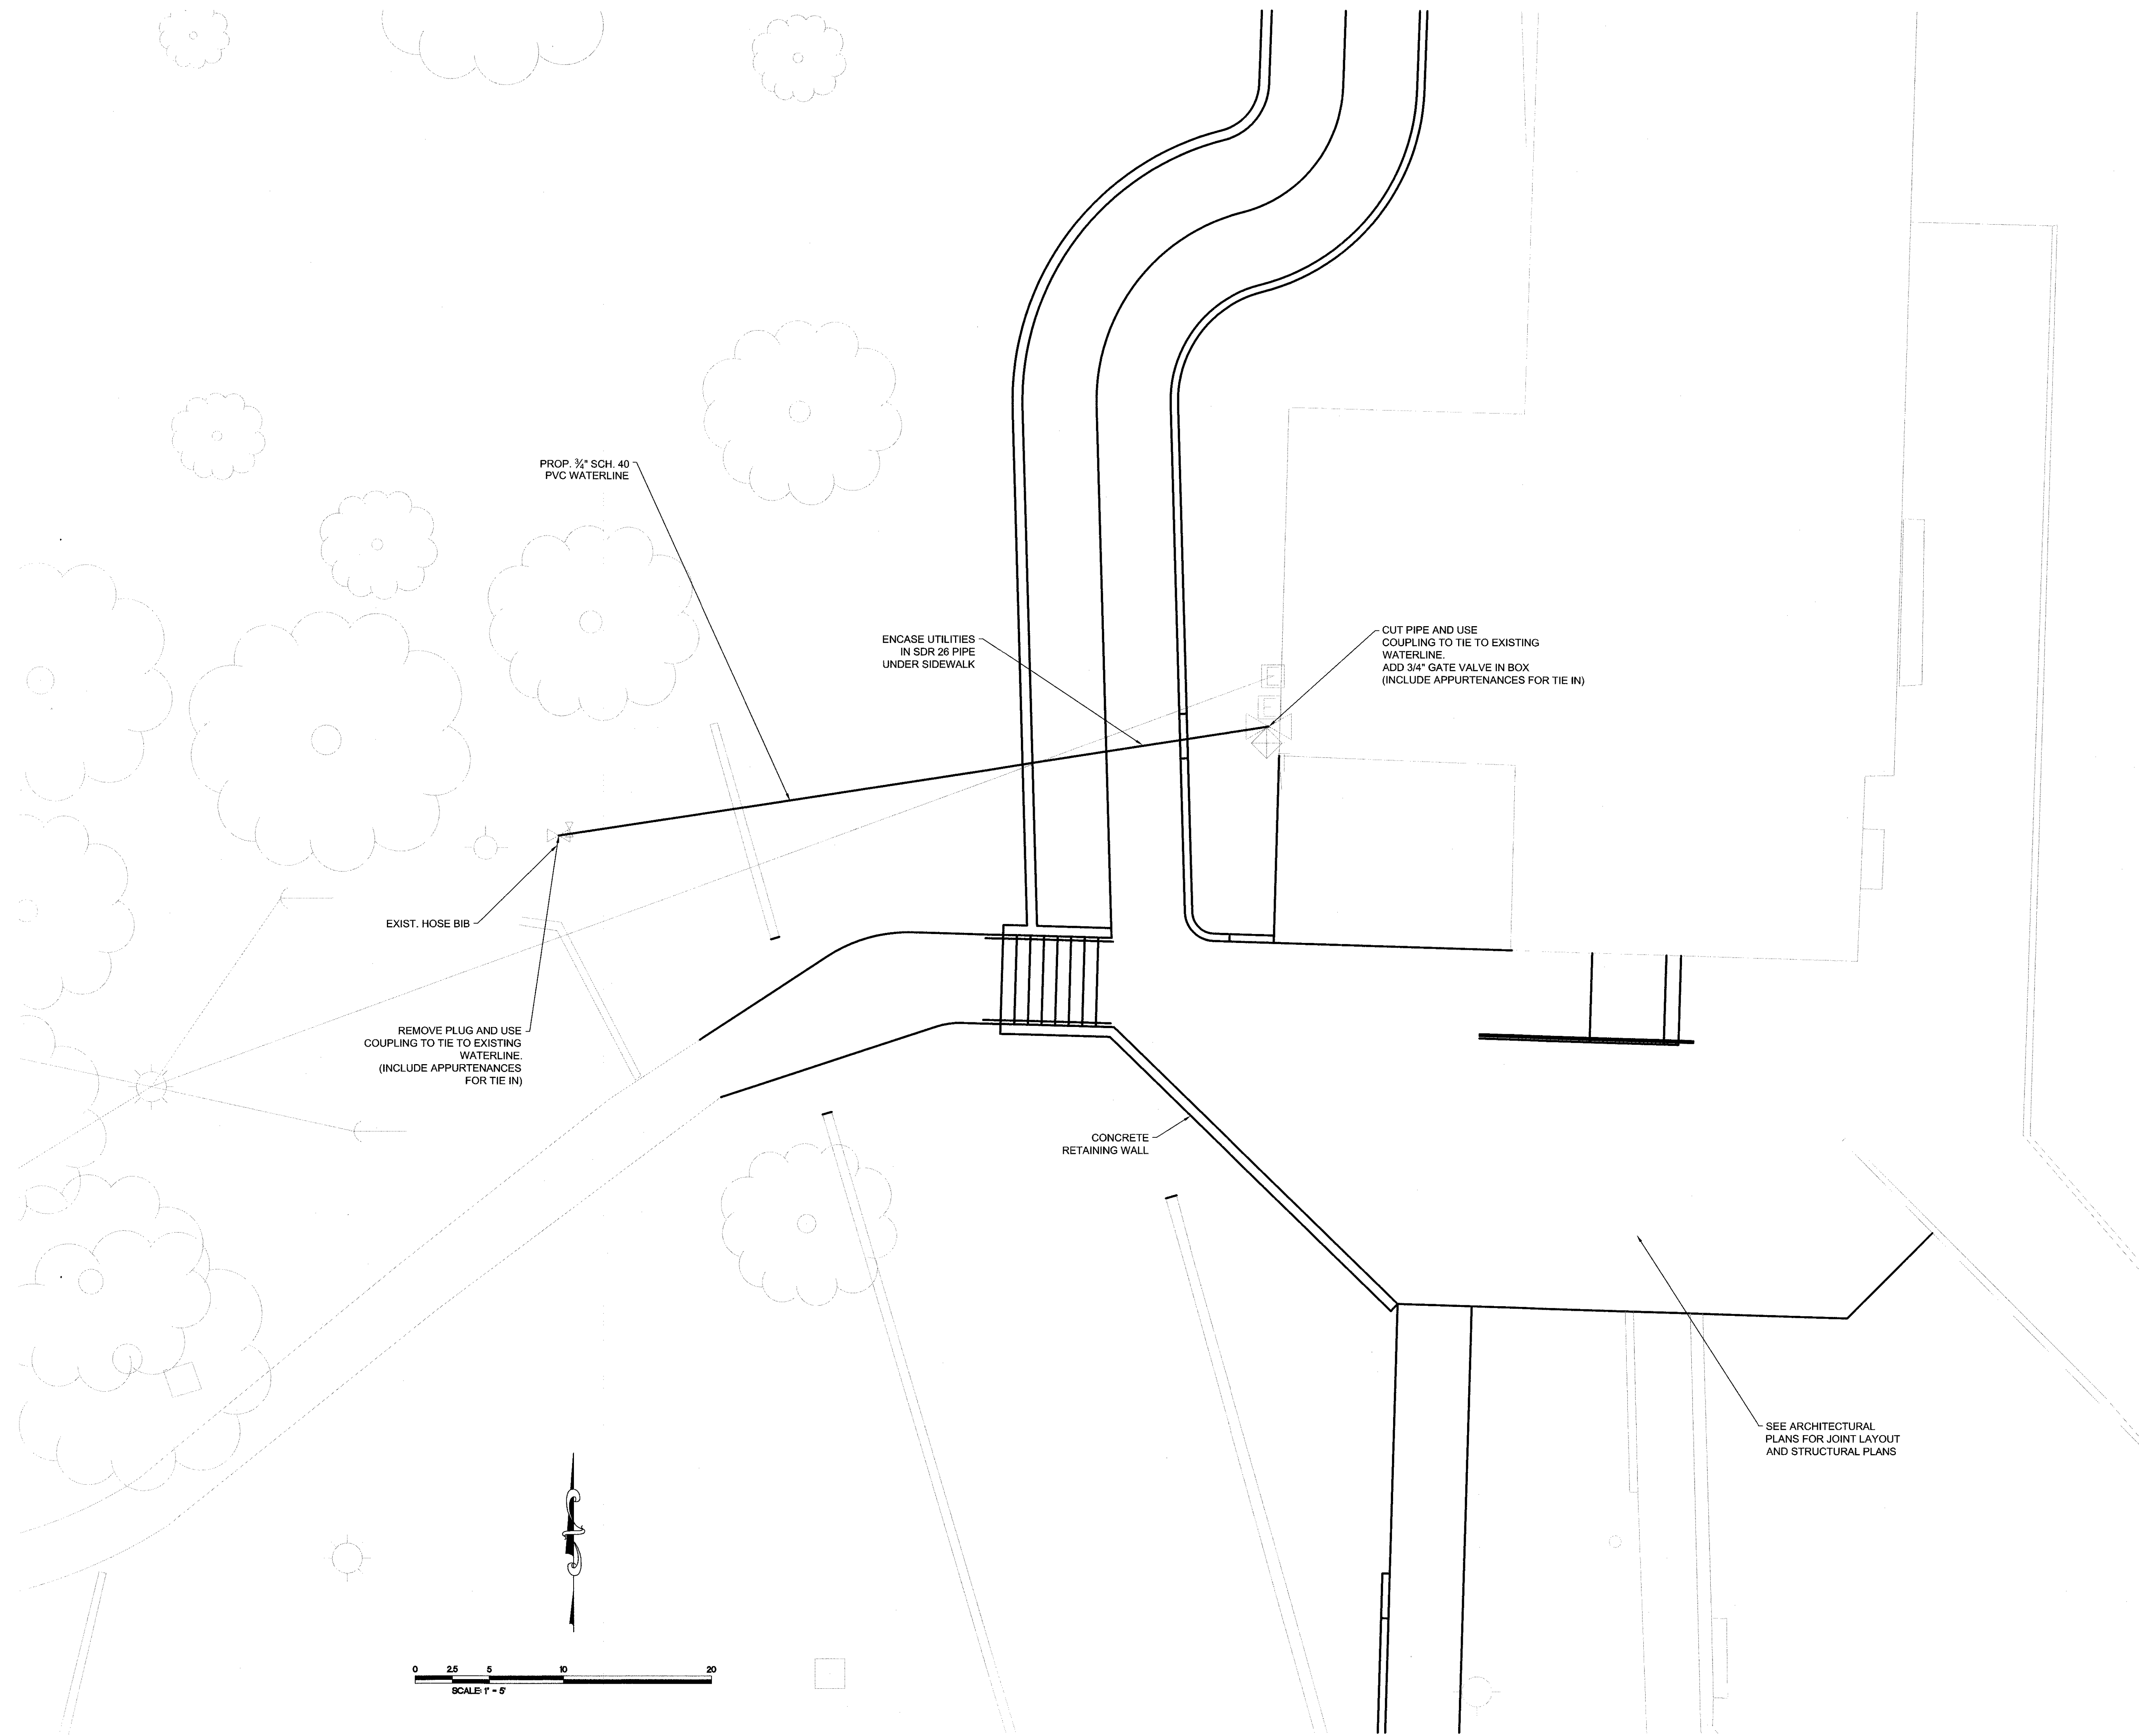 PROP. ¾" SCH. 40
PVC WATERLINE
ENCASE UTILITIES
IN SDR 26 PIPE
UNDER SIDEWALK
CUT PIPE AND USE
COUPLING TO TIE TO EXISTING
WATERLINE.
ADD 3/4" GATE VALVE IN BOX
(INCLUDE APPURTENANCES FOR TIE IN)
E
E
EXIST. HOSE BIB
REMOVE PLUG AND USE
COUPLING TO TIE TO EXISTING
WATERLINE.
(INCLUDE APPURTENANCES
FOR TIE IN)
CONCRETE
RETAINING WALL
SEE ARCHITECTURAL
PLANS FOR JOINT LAYOUT
AND STRUCTURAL PLANS
0 2.5 5 10 20
SCALE: 1" = 5'